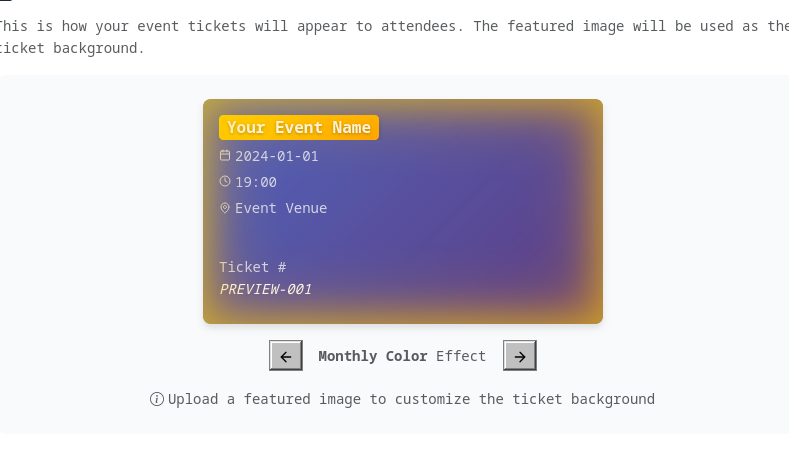 This is how your event tickets will appear to attendees. The featured image will be used as the
ticket background.
Your Event Name
2024-01-01
19:00
Event Venue
Ticket #
PREVIEW-001
Monthly Color Effect
Upload a featured image to customize the ticket background